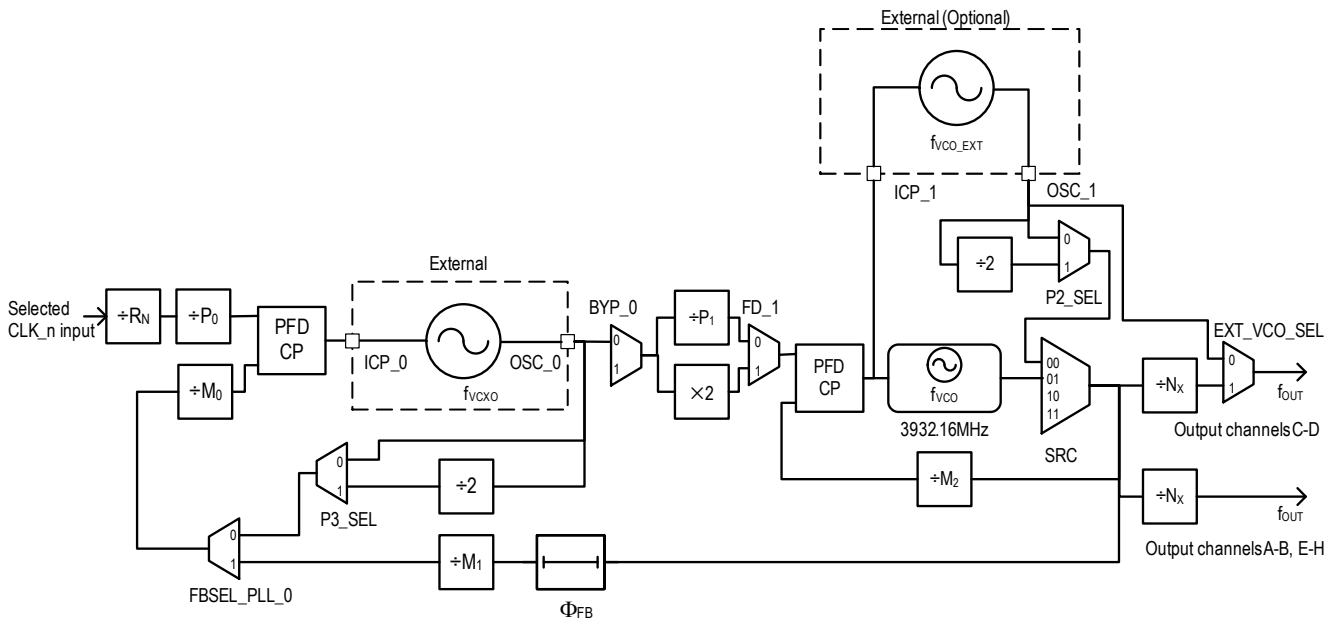 External (Optional)
fVCO_EXT
ICP_1
OSC_1
0
1
÷2
P2_SEL
External
Selected
CLK_n input
÷RN
÷P0
PFD
CP
ICP_0
OSC_0
fVCXO
BYP_0
0
1
÷P1
×2
FD_1
0
1
PFD
CP
fVCO
3932.16MHz
00
01
10
11
SRC
EXT_VCO_SEL
0
1
÷NX
fOUT
Output channels C-D
÷M0
÷M2
÷NX
fOUT
Output channels A-B, E-H
0
1
P3_SEL
÷2
0
1
FBSEL_PLL_0
÷M1
ΦFB